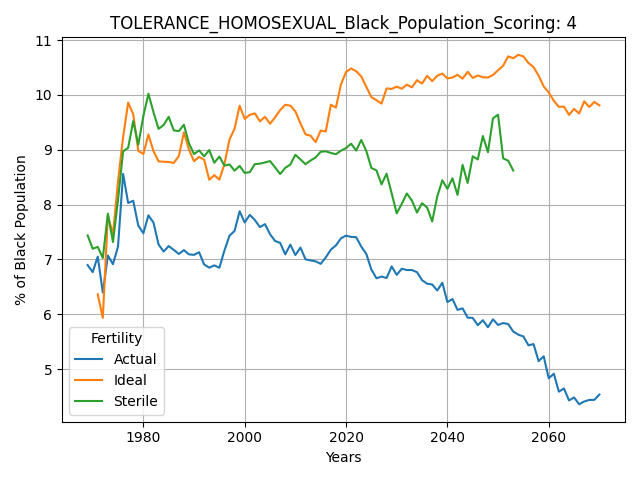 TOLERANCE_HOMOSEXUAL_Black_Population_Scoring: 4
% of Black Population
11
10
9
8
7
6
5
Fertility
Actual
Ideal
Sterile
1980 2000 2020 2040 2060
Years